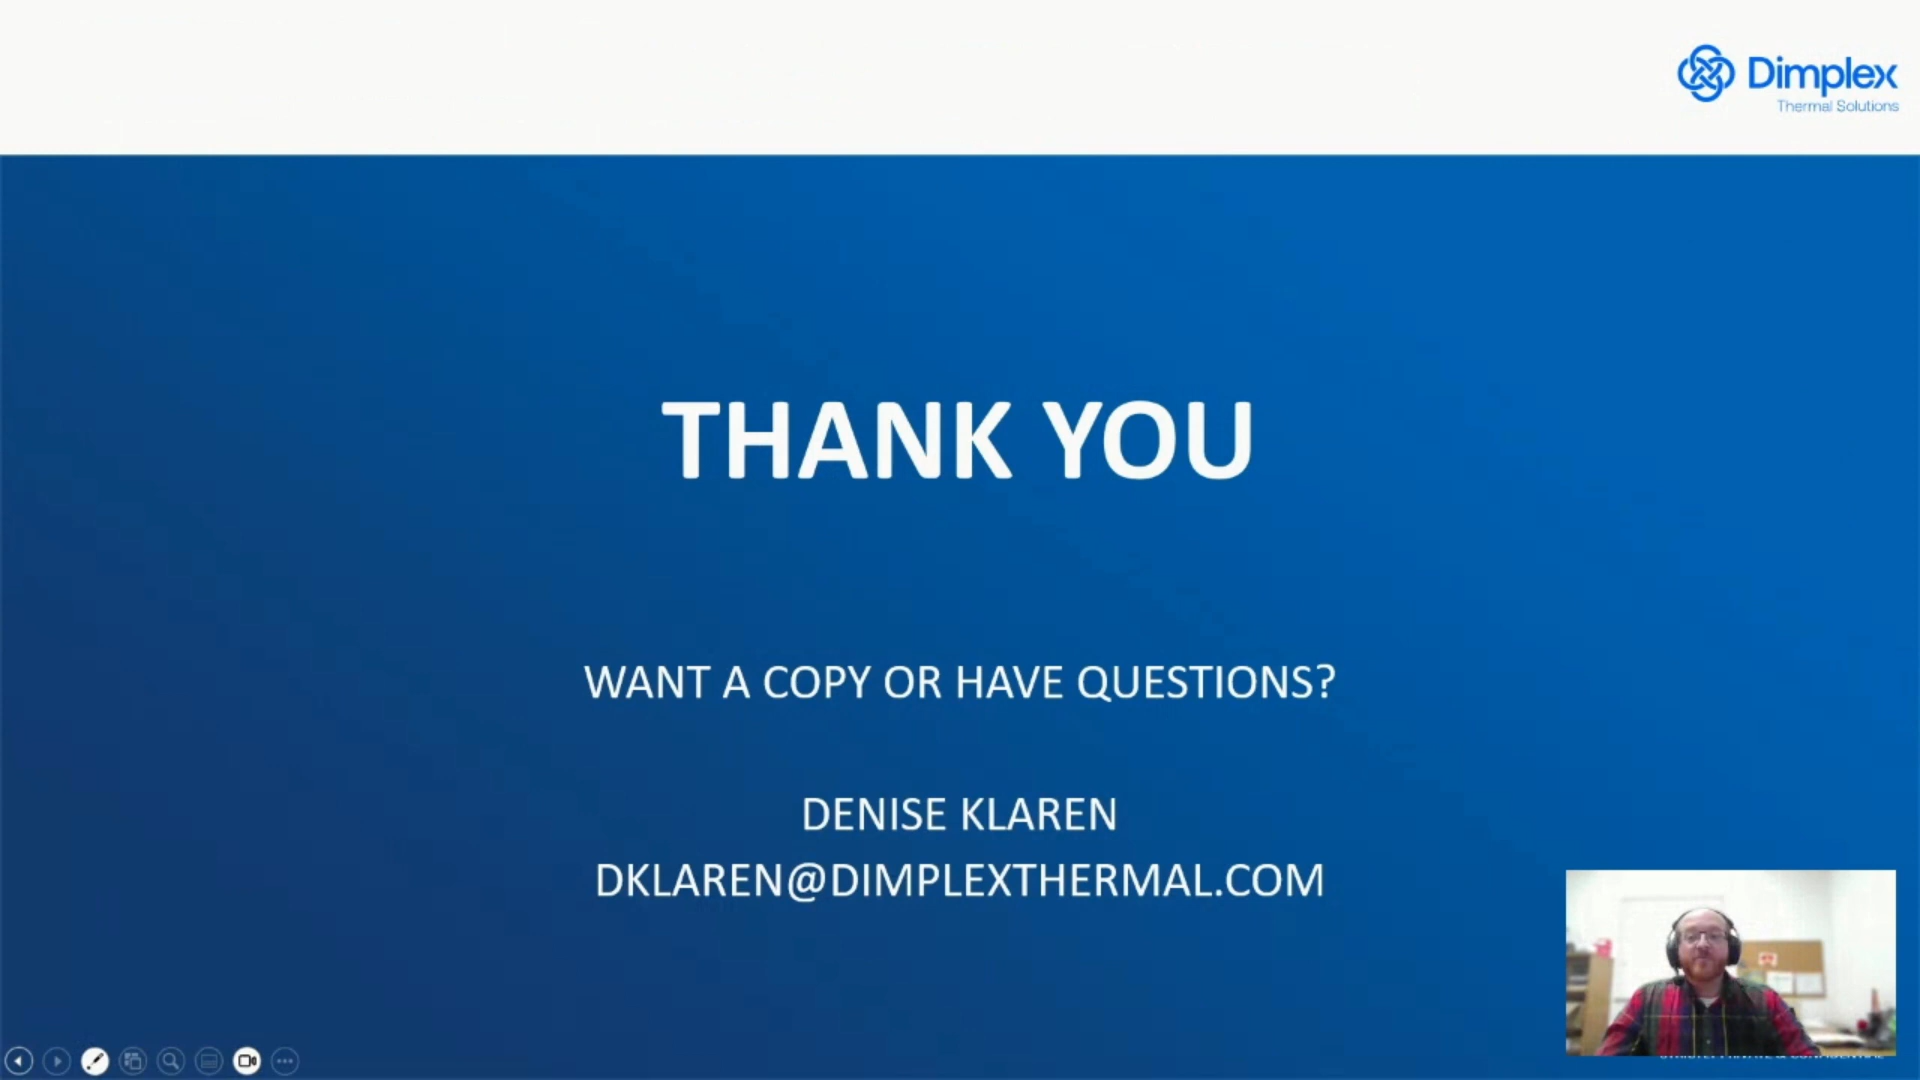 Dimplex
Thermal Solutions
THANK YOU
WANT A COPY OR HAVE QUESTIONS?
DENISE KLAREN
DKLAREN@DIMPLEXTHERMAL.COM